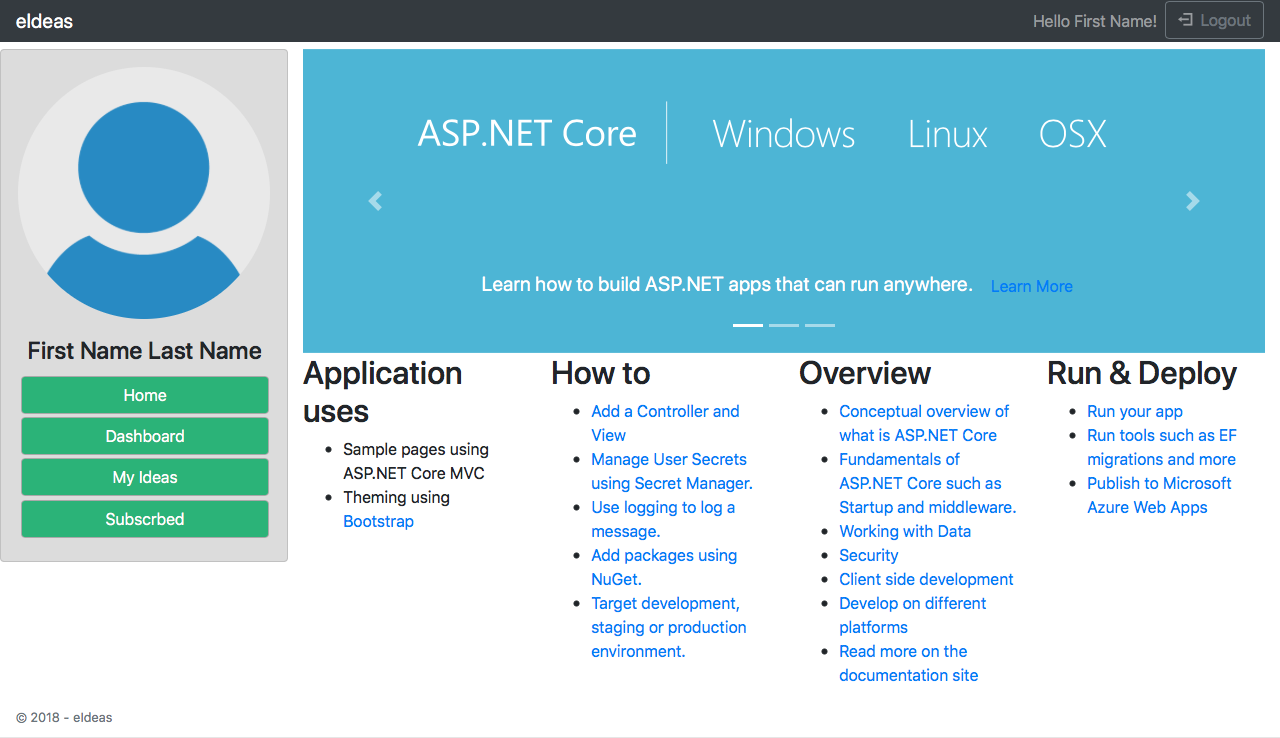 eIdeas
Hello First Name!
Logout
First Name Last Name
Home
Dashboard
My Ideas
Subscrbed
ASP.NET Core | Windows Linux OSX
Learn how to build ASP.NET apps that can run anywhere. Learn More
Application
uses
Sample pages using
ASP.NET Core MVC
Theming using
Bootstrap
How to
Add a Controller and
View
Manage User Secrets
using Secret Manager.
Use logging to log a
message.
Add packages using
NuGet.
Target development,
staging or production
environment.
Overview
Conceptual overview of
what is ASP.NET Core
Fundamentals of
ASP.NET Core such as
Startup and middleware.
Working with Data
Security
Client side development
Develop on different
platforms
Read more on the
documentation site
Run & Deploy
Run your app
Run tools such as EF
migrations and more
Publish to Microsoft
Azure Web Apps
© 2018 - eIdeas